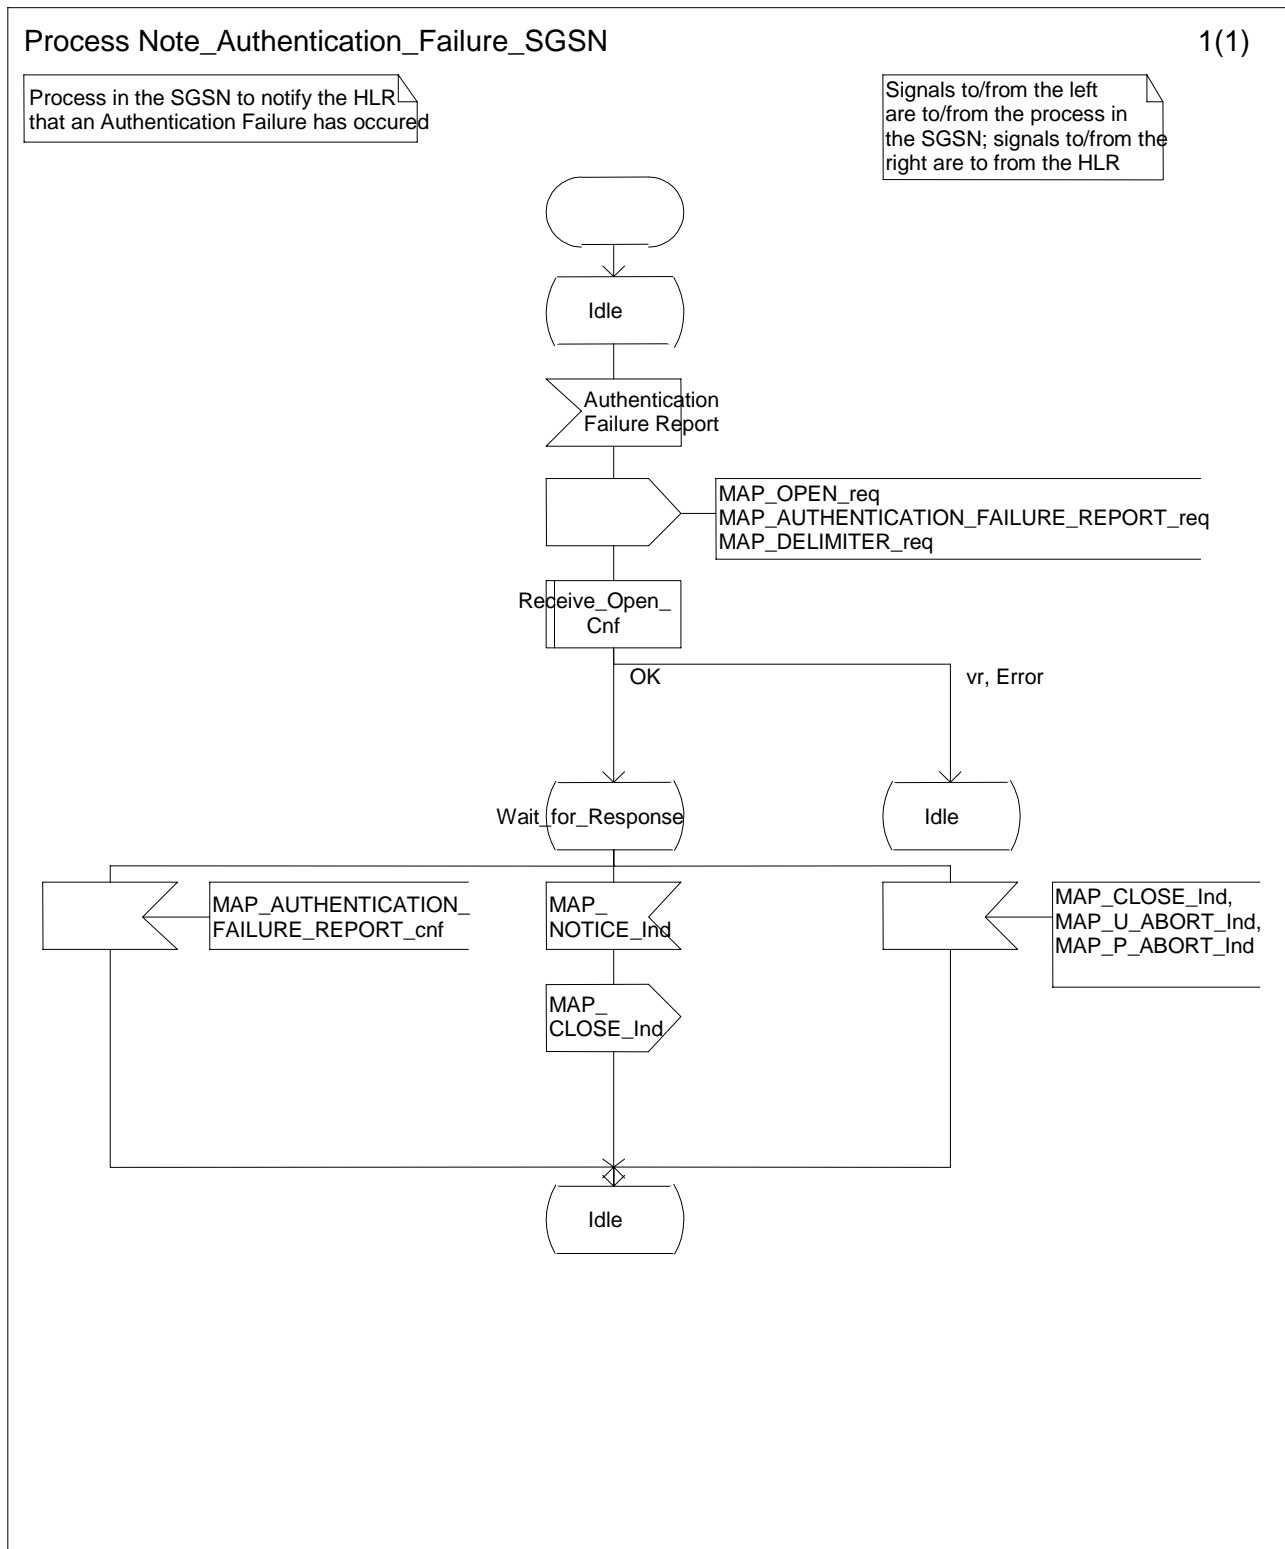 Process Note_Authentication_Failure_SGSN
1(1)
Process in the SGSN to notify the HLR
that an Authentication Failure has occured
Signals to/from the left
are to/from the process in
the SGSN; signals to/from the
right are to from the HLR
Idle
Authentication
Failure Report
MAP_OPEN_req
MAP_AUTHENTICATION_FAILURE_REPORT_req
MAP_DELIMITER_req
Receive_Open_
Cnf
OK
vr, Error
Wait_for_Response
Idle
MAP_AUTHENTICATION_
FAILURE_REPORT_cnf
MAP_
NOTICE_Ind
MAP_CLOSE_Ind,
MAP_U_ABORT_Ind,
MAP_P_ABORT_Ind
MAP_
CLOSE_Ind
Idle